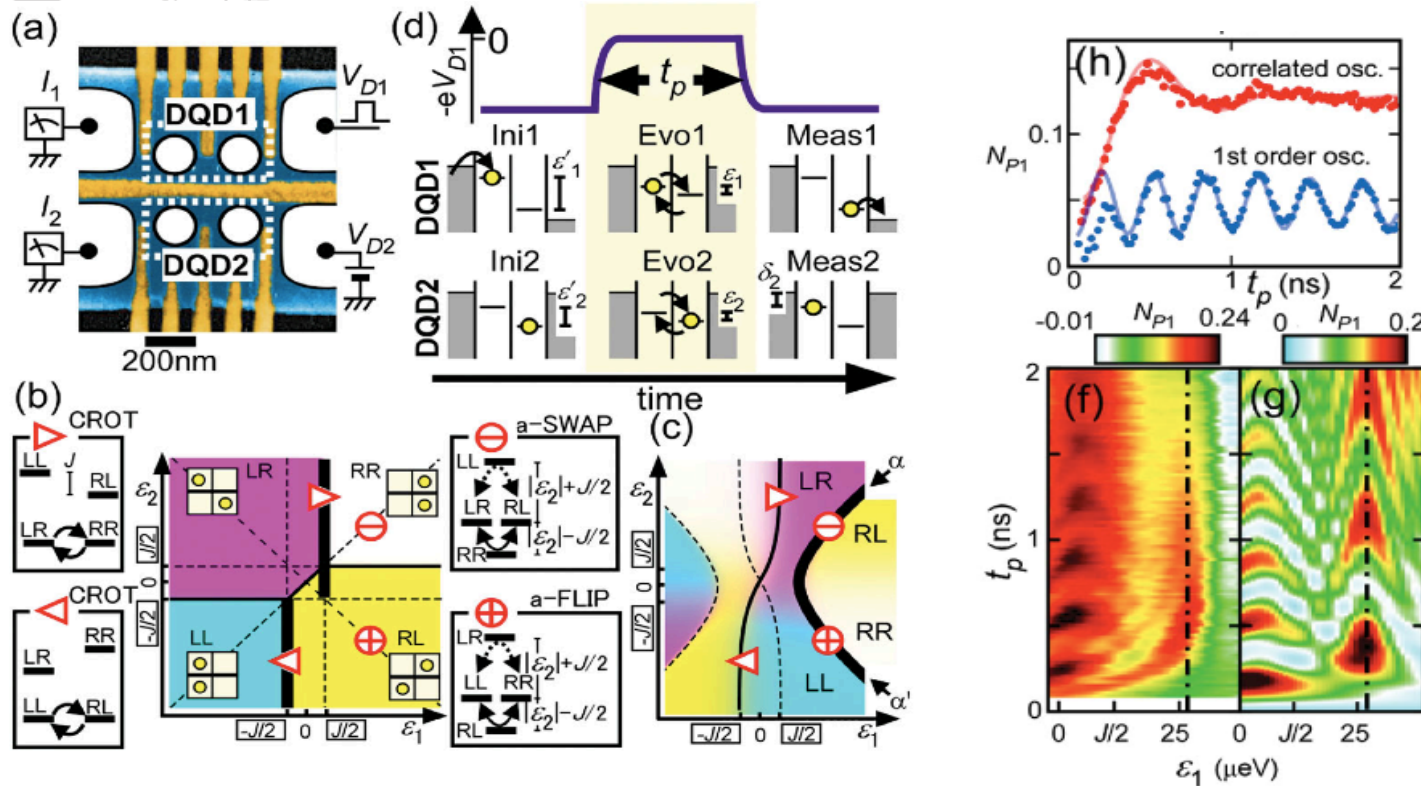 (a)
I1
I2
DQD1
DQD2
VD1
VD2
200nm
(d)
-eVD1
0
tp
Ini1
Evo1
Meas1
DQD1
ε'1
ε1
Ini2
Evo2
Meas2
DQD2
ε'2
ε2
δ2
time
(h)
correlated osc.
1st order osc.
NP1
0.1
0
0 1 2
tp (ns)
(b)
CROT
LL
J
RL
LR RR
CROT
RR
LR
LL RL
ε2
J/2
0
-J/2
LR
RR
LL
RL
-J/2 0 J/2 ε1
a-SWAP
LL
|ε2|+J/2
LR RL
|ε2|-J/2
RR
a-FLIP
LR
|ε2|+J/2
LL RR
|ε2|-J/2
RL
(c)
ε2
J/2
0
-J/2
LR
α
RL
RR
LL
α'
-J/2 0 J/2 ε1
-0.01 NP1 0.24
0 NP1 0.2
(f)
(g)
tp (ns)
2
1
0
0 J/2 25
0 J/2 25
ε1 (μeV)